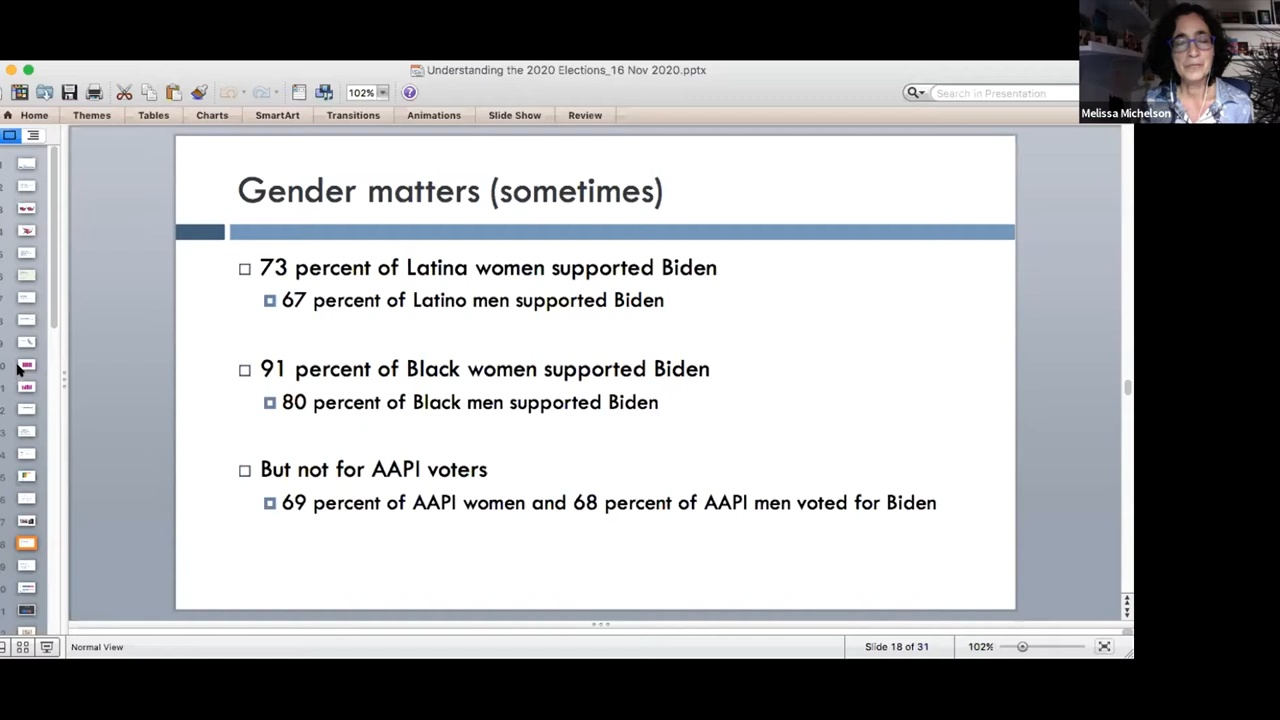 Understanding the 2020 Elections_16 Nov 2020.pptx
102%
Search in Presentation
Melissa Michelson
Home Themes Tables Charts SmartArt Transitions Animations Slide Show Review
Gender matters (sometimes)
73 percent of Latina women supported Biden
67 percent of Latino men supported Biden
91 percent of Black women supported Biden
80 percent of Black men supported Biden
But not for AAPI voters
69 percent of AAPI women and 68 percent of AAPI men voted for Biden
Normal View
Slide 18 of 31
102%